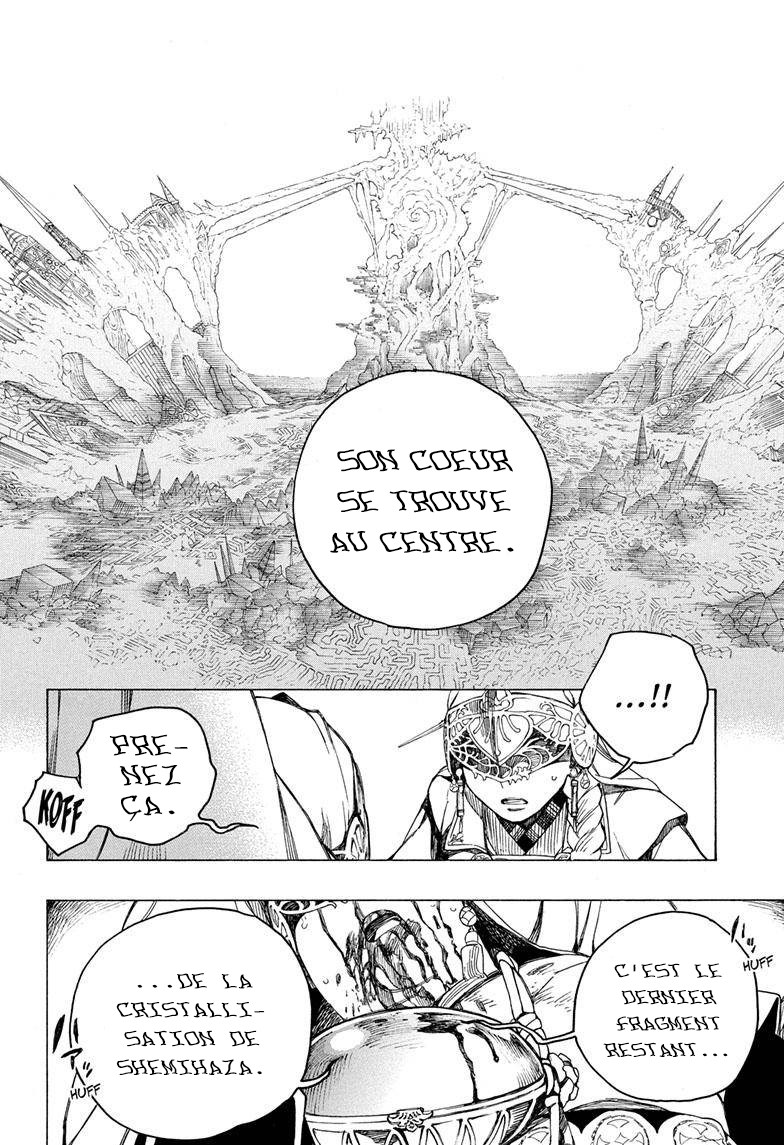 SON COEUR
SE TROUVE
AU CENTRE.
...!!
PRE-
NEZ
ÇA.
KOFF
C'EST LE
DERNIER
FRAGMENT
RESTANT...
HUFF
...DE LA
CRISTALLI-
SATION DE
SHEMIHAZA.
HUFF